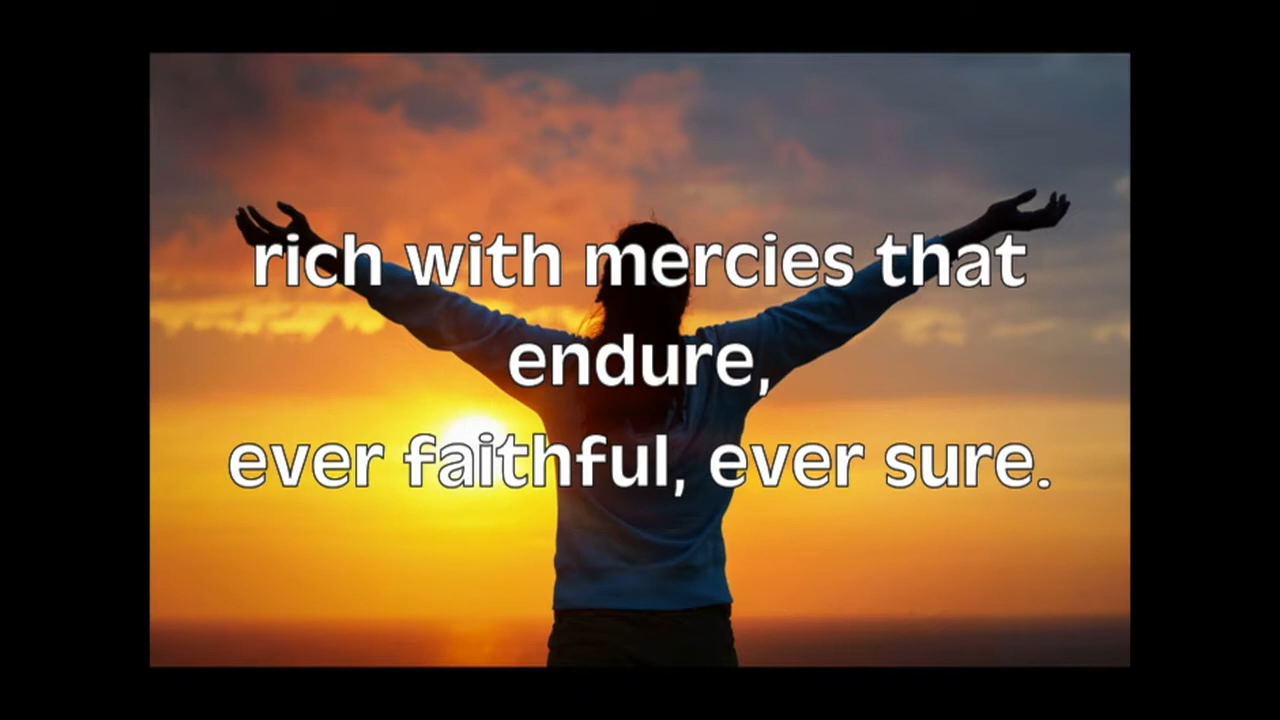 rich with mercies that
endure,
ever faithful, ever sure.